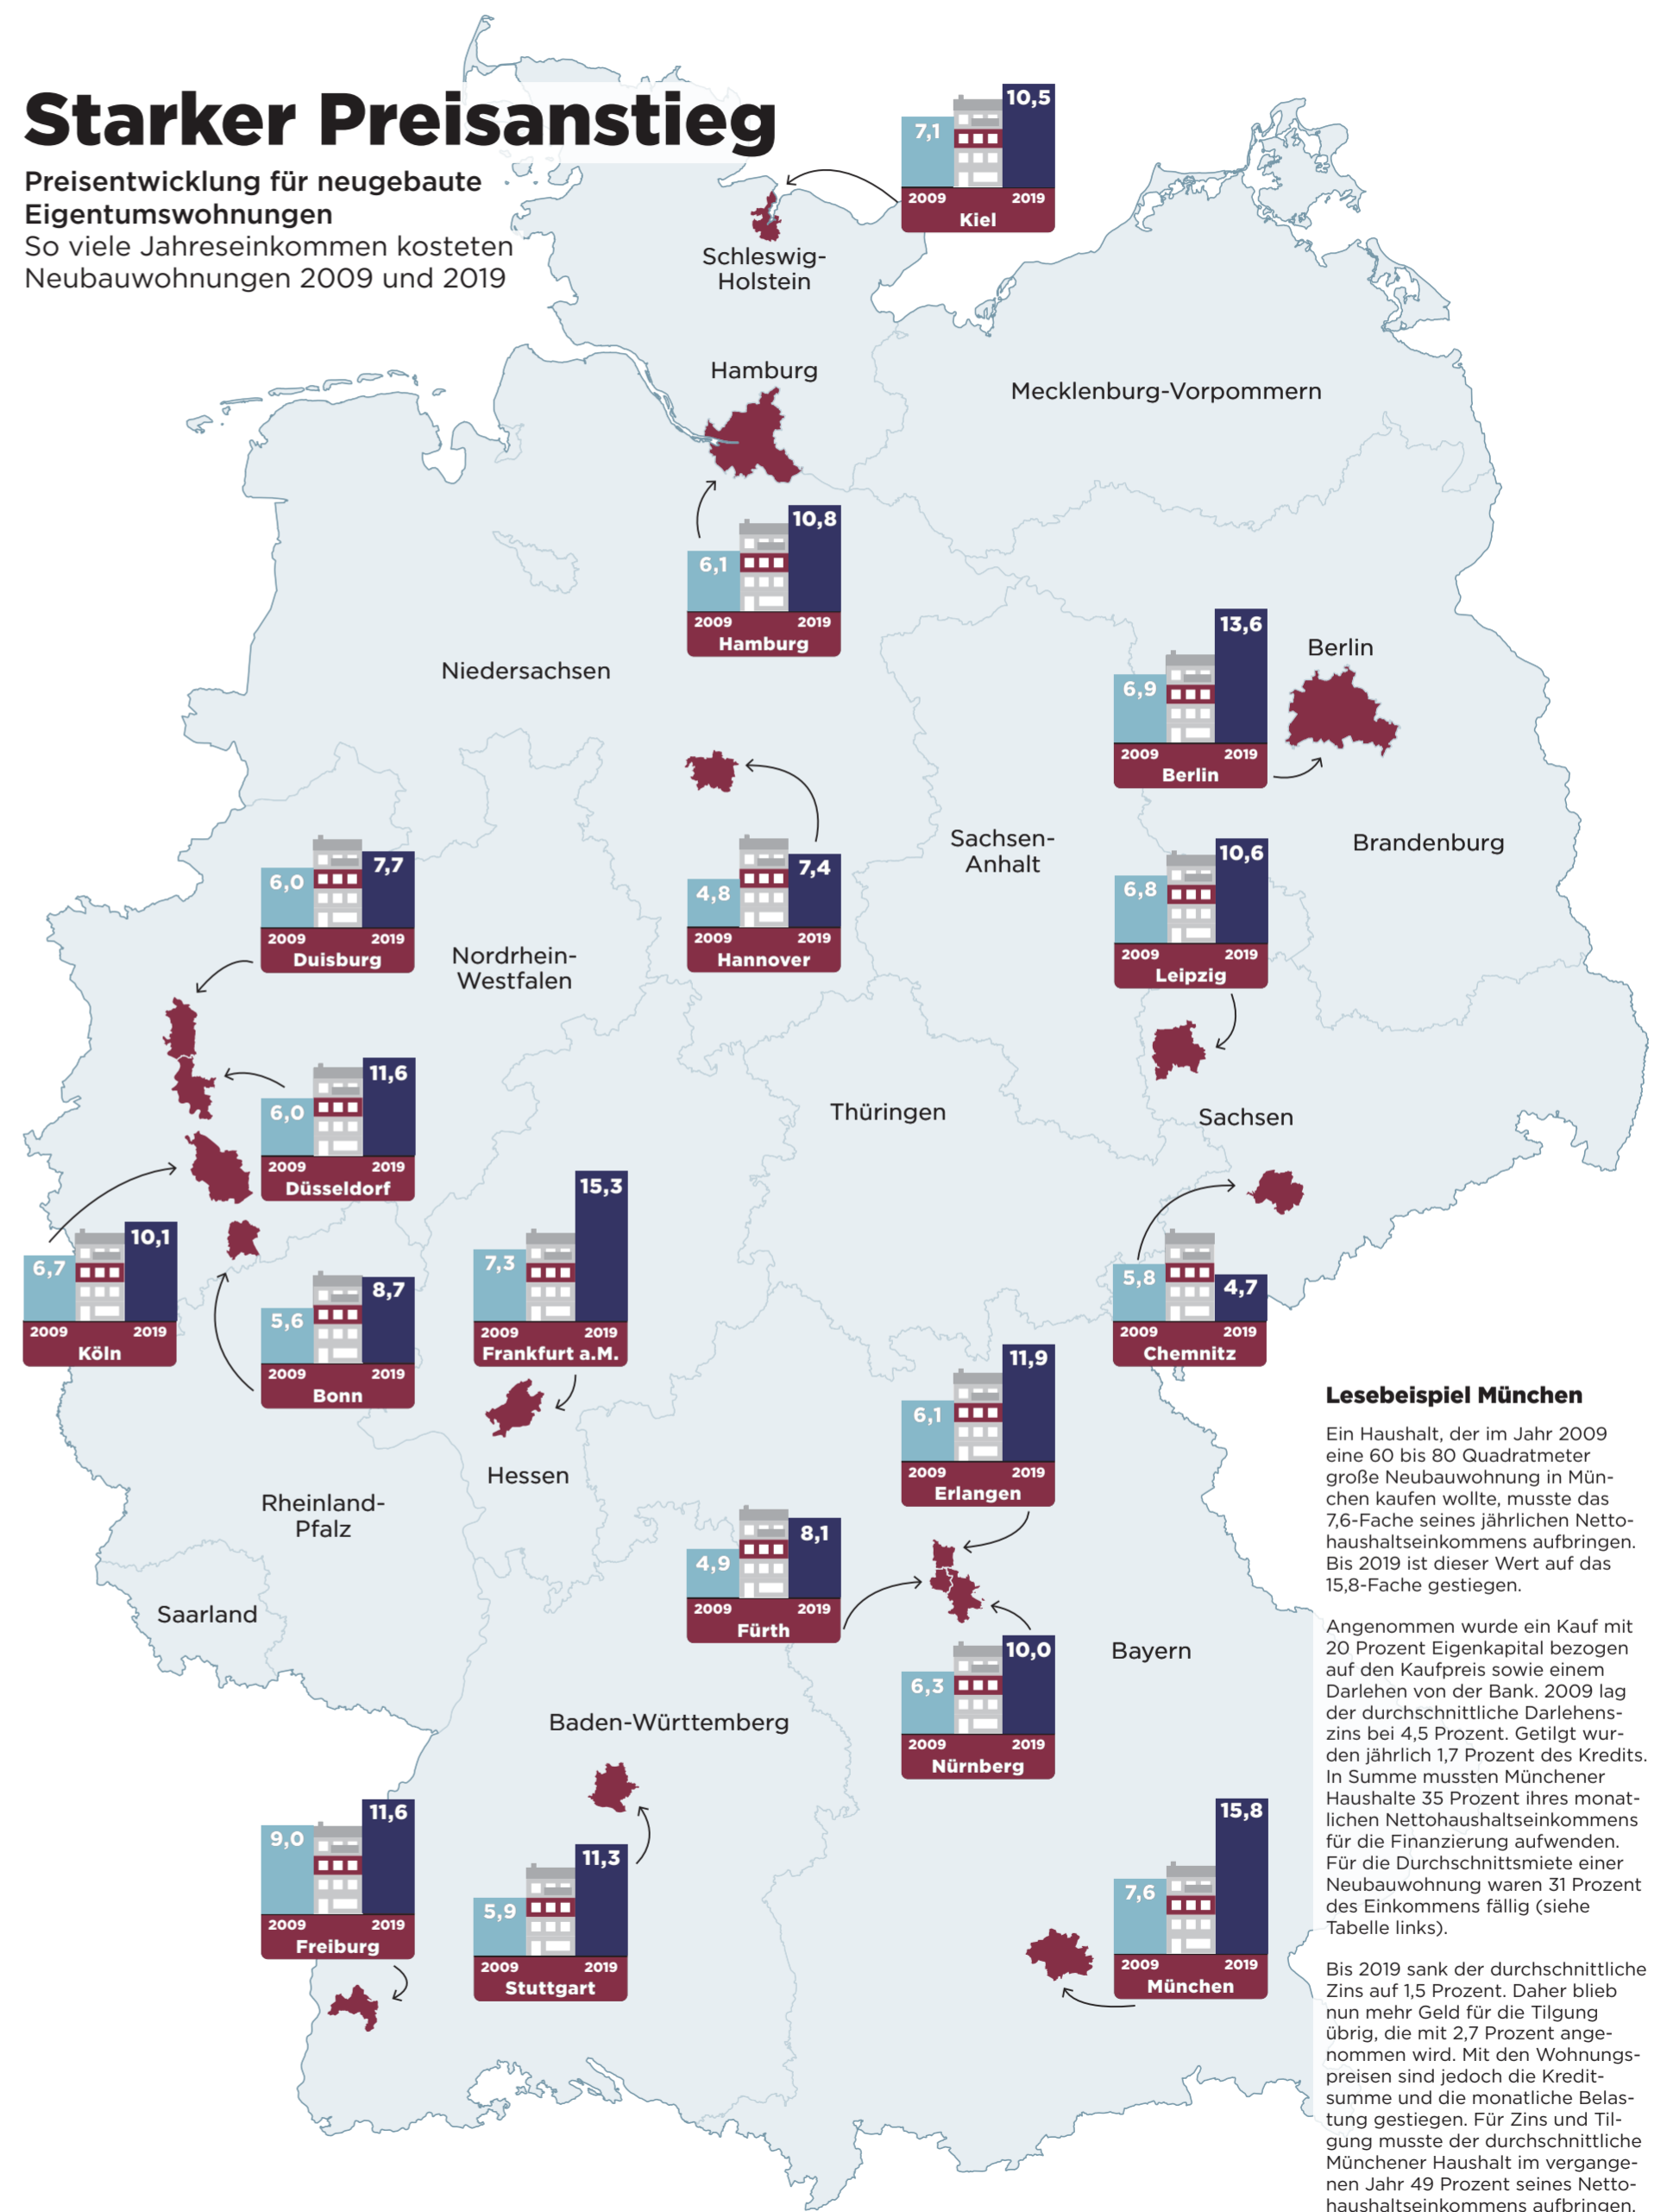 Starker Preisanstieg
Preisentwicklung für neugebaute
Eigentumswohnungen
So viele Jahreseinkommen kosteten
Neubauwohnungen 2009 und 2019
7,1
10,5
2009 2019
Kiel
Schleswig-
Holstein
Hamburg
Mecklenburg-Vorpommern
6,1
10,8
2009 2019
Hamburg
Niedersachsen
6,9
13,6
2009 2019
Berlin
Berlin
6,0
7,7
2009 2019
Duisburg
Nordrhein-
Westfalen
4,8
7,4
2009 2019
Hannover
Sachsen-
Anhalt
6,8
10,6
2009 2019
Leipzig
Brandenburg
6,0
11,6
2009 2019
Düsseldorf
Thüringen
Sachsen
6,7
10,1
2009 2019
Köln
5,6
8,7
2009 2019
Bonn
7,3
15,3
2009 2019
Frankfurt a.M.
5,8
4,7
2009 2019
Chemnitz
Hessen
Rheinland-
Pfalz
Saarland
6,1
11,9
2009 2019
Erlangen
4,9
8,1
2009 2019
Fürth
6,3
10,0
2009 2019
Nürnberg
Bayern
Baden-Württemberg
9,0
11,6
2009 2019
Freiburg
5,9
11,3
2009 2019
Stuttgart
7,6
15,8
2009 2019
München
Lesebeispiel München
Ein Haushalt, der im Jahr 2009
eine 60 bis 80 Quadratmeter
große Neubauwohnung in Mün-
chen kaufen wollte, musste das
7,6-Fache seines jährlichen Netto-
haushaltseinkommens aufbringen.
Bis 2019 ist dieser Wert auf das
15,8-Fache gestiegen.
Angenommen wurde ein Kauf mit
20 Prozent Eigenkapital bezogen
auf den Kaufpreis sowie einem
Darlehen von der Bank. 2009 lag
der durchschnittliche Darlehens-
zins bei 4,5 Prozent. Getilgt wur-
den jährlich 1,7 Prozent des Kredits.
In Summe mussten Münchener
Haushalte 35 Prozent ihres monat-
lichen Nettohaushaltseinkommens
für die Finanzierung aufwenden.
Für die Durchschnittsmiete einer
Neubauwohnung waren 31 Prozent
des Einkommens fällig (siehe
Tabelle links).
Bis 2019 sank der durchschnittliche
Zins auf 1,5 Prozent. Daher blieb
nun mehr Geld für die Tilgung
übrig, die mit 2,7 Prozent ange-
nommen wird. Mit den Wohnungs-
preisen sind jedoch die Kredit-
summe und die monatliche Belas-
tung gestiegen. Für Zins und Til-
gung musste der durchschnittliche
Münchener Haushalt im vergange-
nen Jahr 49 Prozent seines Netto-
haushaltseinkommens aufbringen.